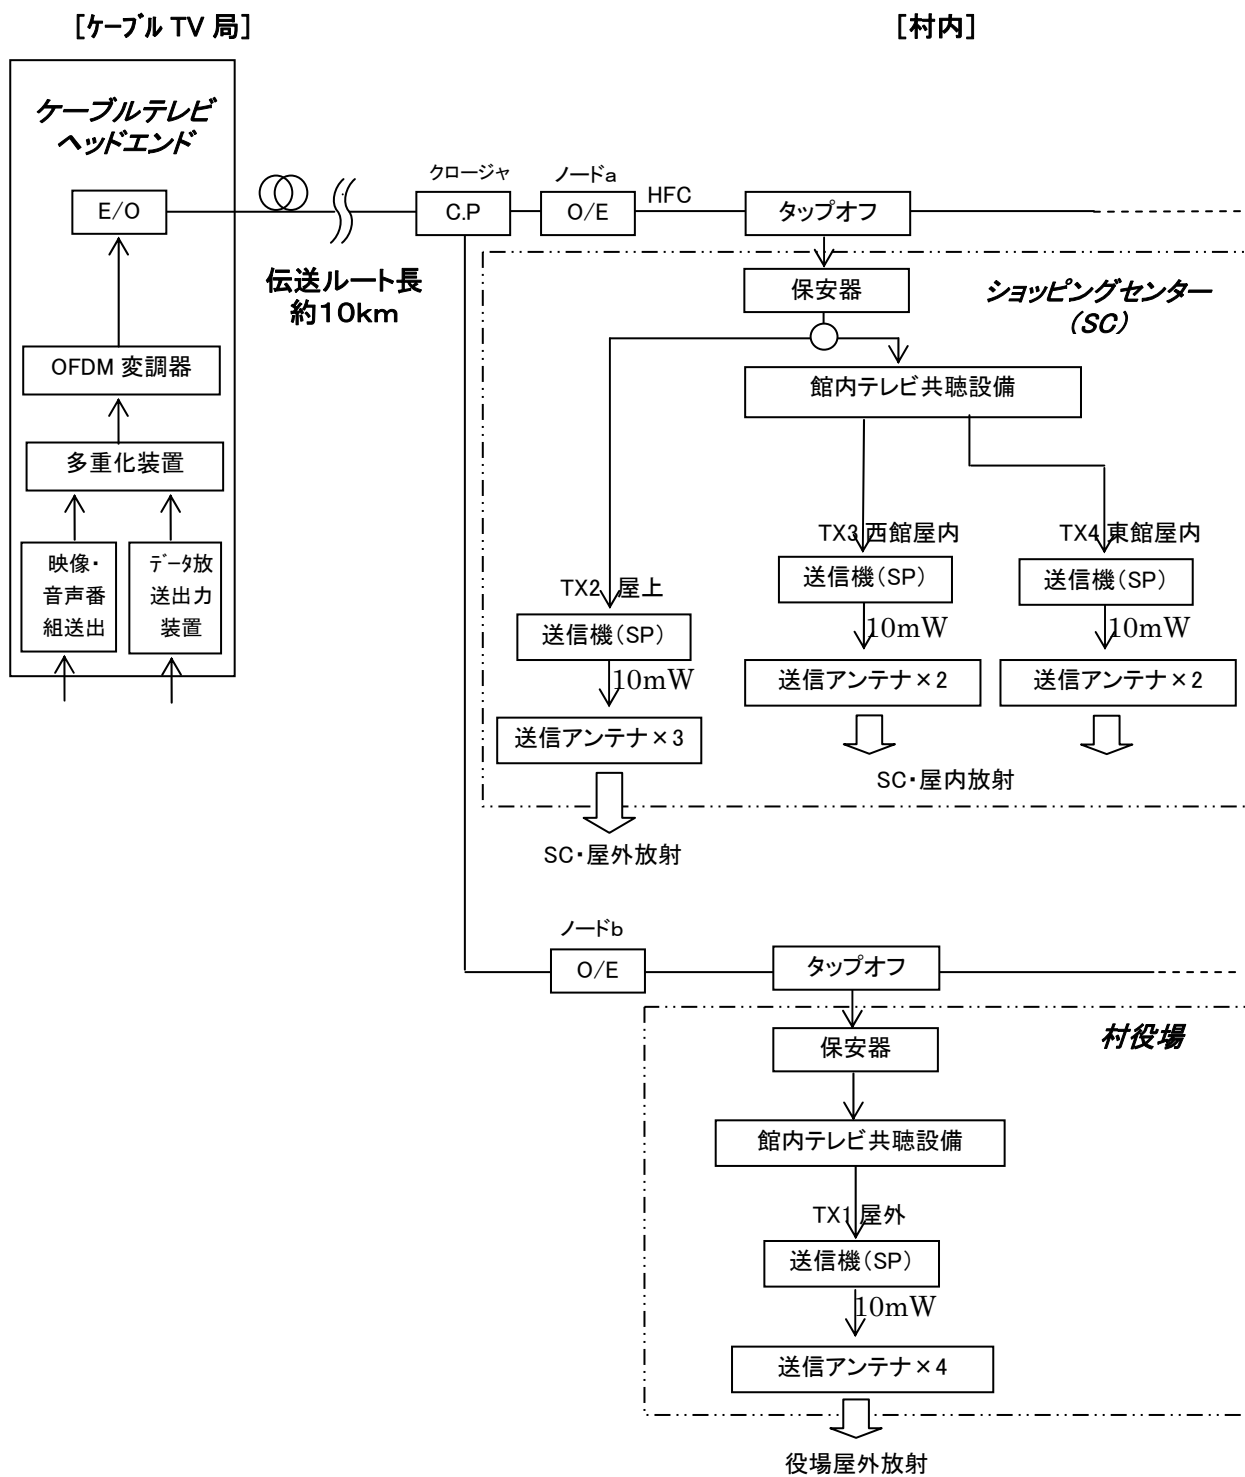 [ケーブル TV 局]
[村内]
ケーブルテレビ
ヘッドエンド
E/O
OFDM 変調器
多重化装置
映像・
音声番
組送出
データ放
送出力
装置
伝送ルート長
約10km
クロージャ
C.P
ノードa
O/E
HFC
タップオフ
保安器
ショッピングセンター
(SC)
館内テレビ共聴設備
TX3 西館屋内
TX4 東館屋内
送信機(SP)
送信機(SP)
TX2 屋上
10mW
10mW
送信機(SP)
10mW
送信アンテナ×2
送信アンテナ×2
送信アンテナ×3
SC・屋内放射
SC・屋外放射
ノードb
O/E
タップオフ
保安器
村役場
館内テレビ共聴設備
TX1 屋外
送信機(SP)
10mW
送信アンテナ×4
役場屋外放射